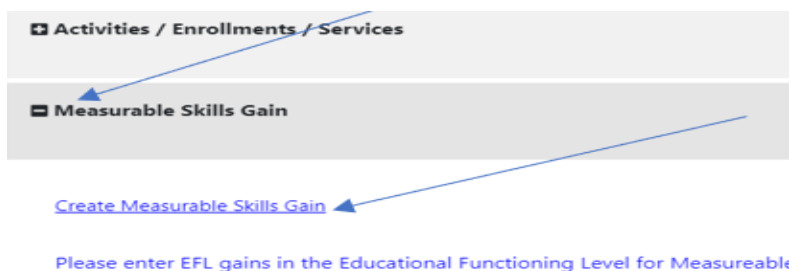 Activities / Enrollments / Services
Measurable Skills Gain
Create Measurable Skills Gain
Please enter EFL gains in the Educational Functioning Level for Measureable